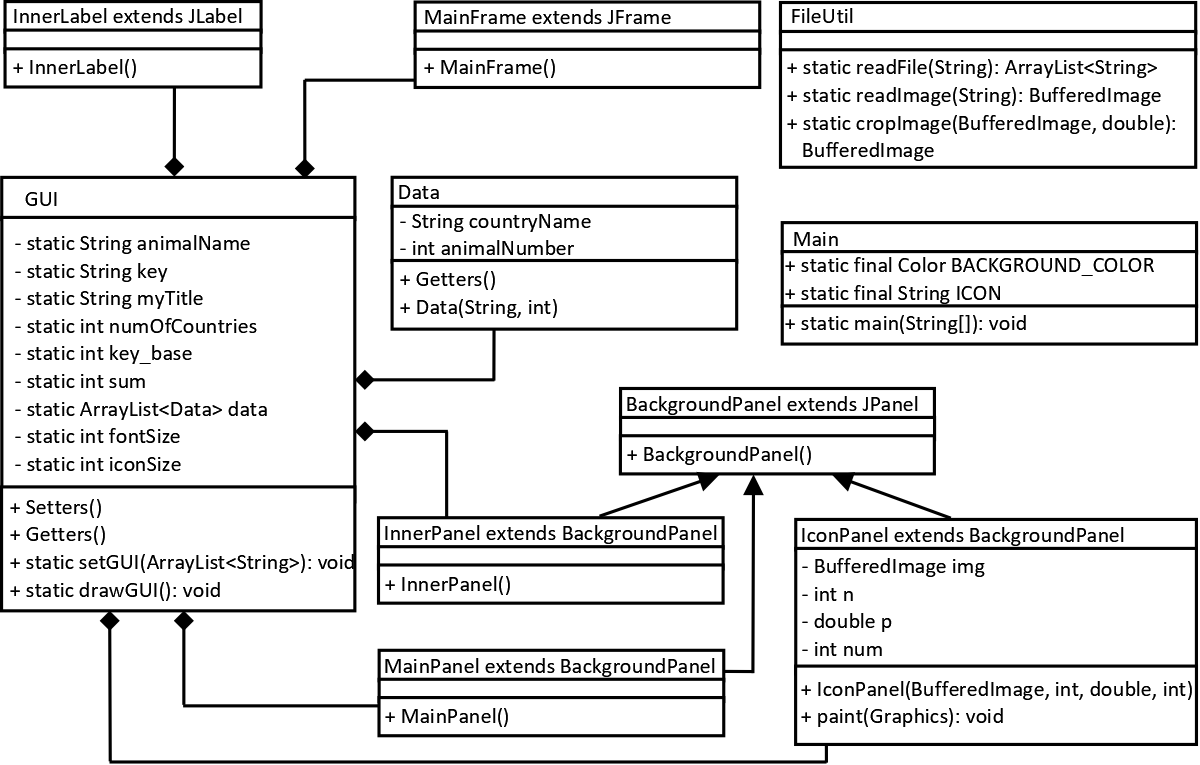 InnerLabel extends JLabel
+ InnerLabel()
MainFrame extends JFrame
+ MainFrame()
FileUtil
+ static readFile(String): ArrayList<String>
+ static readImage(String): BufferedImage
+ static cropImage(BufferedImage, double):
BufferedImage
GUI
- static String animalName
- static String key
- static String myTitle
- static int numOfCountries
- static int key_base
- static int sum
- static ArrayList<Data> data
- static int fontSize
- static int iconSize
+ Setters()
+ Getters()
+ static setGUI(ArrayList<String>): void
+ static drawGUI(): void
Data
- String countryName
- int animalNumber
+ Getters()
+ Data(String, int)
Main
+ static final Color BACKGROUND_COLOR
+ static final String ICON
+ static main(String[]): void
BackgroundPanel extends JPanel
+ BackgroundPanel()
InnerPanel extends BackgroundPanel
+ InnerPanel()
IconPanel extends BackgroundPanel
- BufferedImage img
- int n
- double p
- int num
+ IconPanel(BufferedImage, int, double, int)
+ paint(Graphics): void
MainPanel extends BackgroundPanel
+ MainPanel()